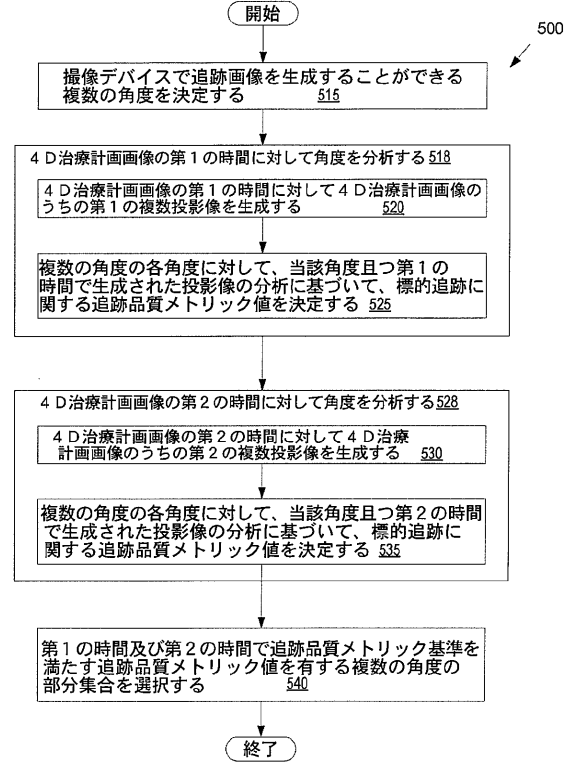 開始
500
撮像デバイスで追跡画像を生成することができる
複数の角度を決定する 515
4D治療計画画像の第1の時間に対して角度を分析する518
4D治療計画画像の第1の時間に対して4D治療計画画像の
うちの第1の複数投影像を生成する 520
複数の角度の各角度に対して、当該角度且つ第1の
時間で生成された投影像の分析に基づいて、標的追跡に
関する追跡品質メトリック値を決定する 525
4D治療計画画像の第2の時間に対して角度を分析する528
4D治療計画画像の第2の時間に対して4D治療
計画画像のうちの第2の複数投影像を生成する 530
複数の角度の各角度に対して、当該角度且つ第2の時間
で生成された投影像の分析に基づいて、標的追跡に
関する追跡品質メトリック値を決定する 535
第1の時間及び第2の時間で追跡品質メトリック基準を
満たす追跡品質メトリック値を有する複数の角度の
部分集合を選択する 540
終了